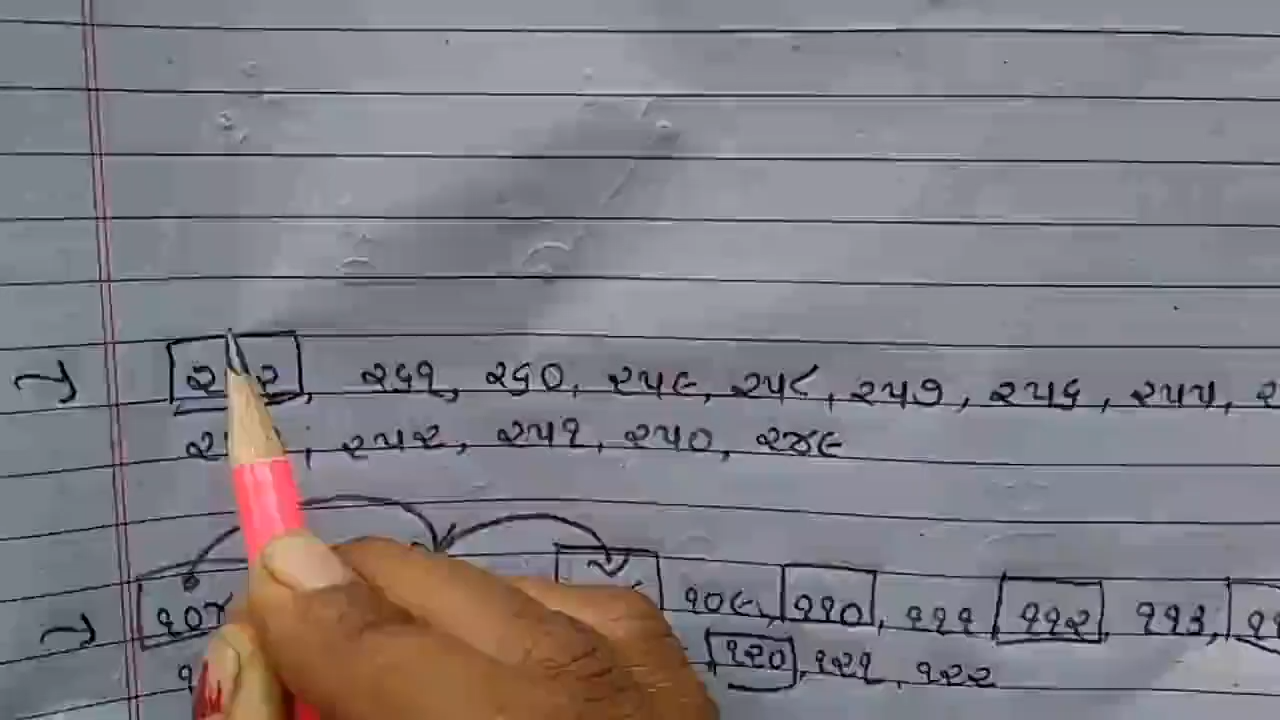 ૨૬૧, ૨૬૦, ૨૫૯, ૨૫૮, ૨૫૭, ૨૫૬, ૨૫૫,
૨૫૨, ૨૫૧, ૨૫૦, ૨૪૯
૧૦૪ ૧૦૯, ૧૧૦, ૧૧૧ ૧૧૨, ૧૧૩,
૧૨૦, ૧૨૧, ૧૨૨